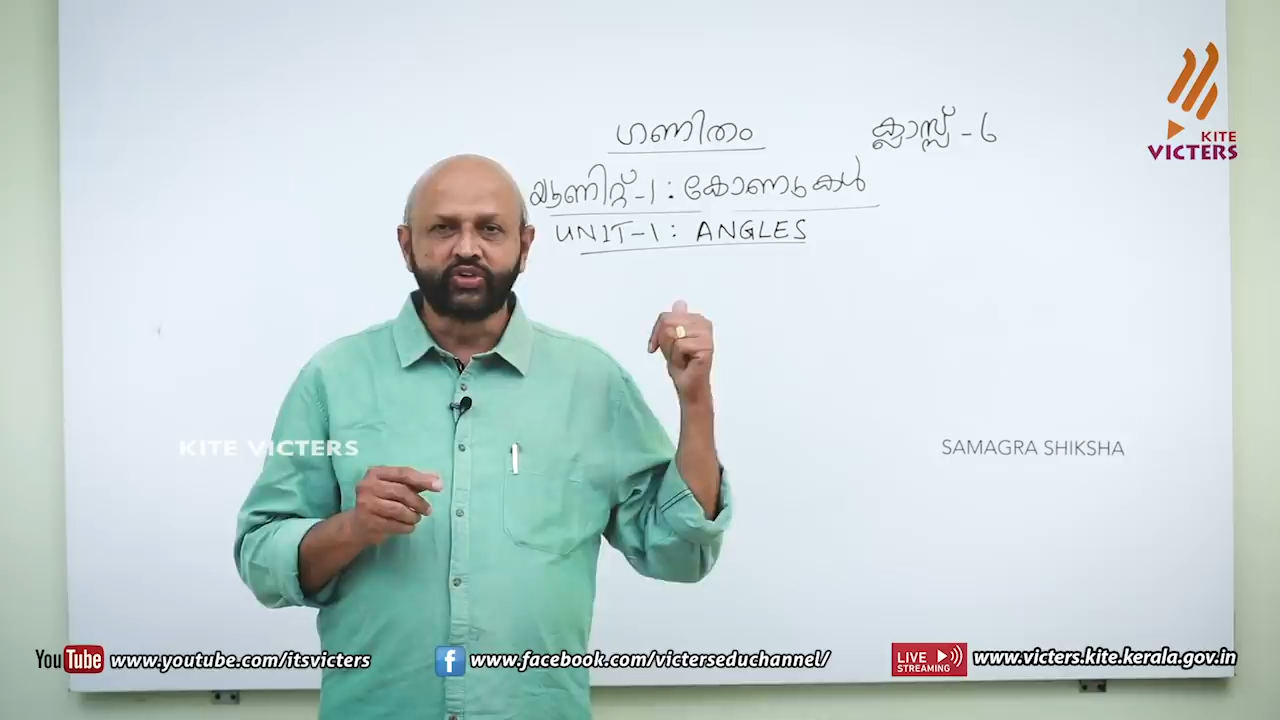 ഗണിതം ക്ലാസ്സ് - 6
യൂണിറ്റ്-1 : കോണുകൾ
UNIT-1 : ANGLES
KITE
VICTERS
KITE VICTERS
SAMAGRA SHIKSHA
YouTube www.youtube.com/itsvicters
f www.facebook.com/victerseduchannel/
LIVE STREAMING www.victers.kite.kerala.gov.in